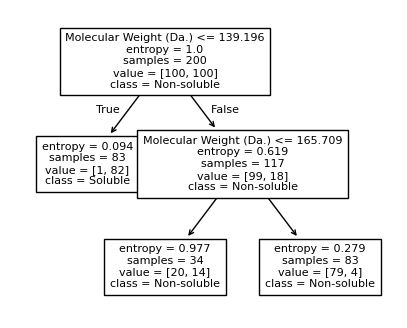 Molecular Weight (Da.) <= 139.196
entropy = 1.0
samples = 200
value = [100, 100]
class = Non-soluble
True
False
entropy = 0.094
samples = 83
value = [1, 82]
class = Soluble
Molecular Weight (Da.) <= 165.709
entropy = 0.619
samples = 117
value = [99, 18]
class = Non-soluble
entropy = 0.977
samples = 34
value = [20, 14]
class = Non-soluble
entropy = 0.279
samples = 83
value = [79, 4]
class = Non-soluble